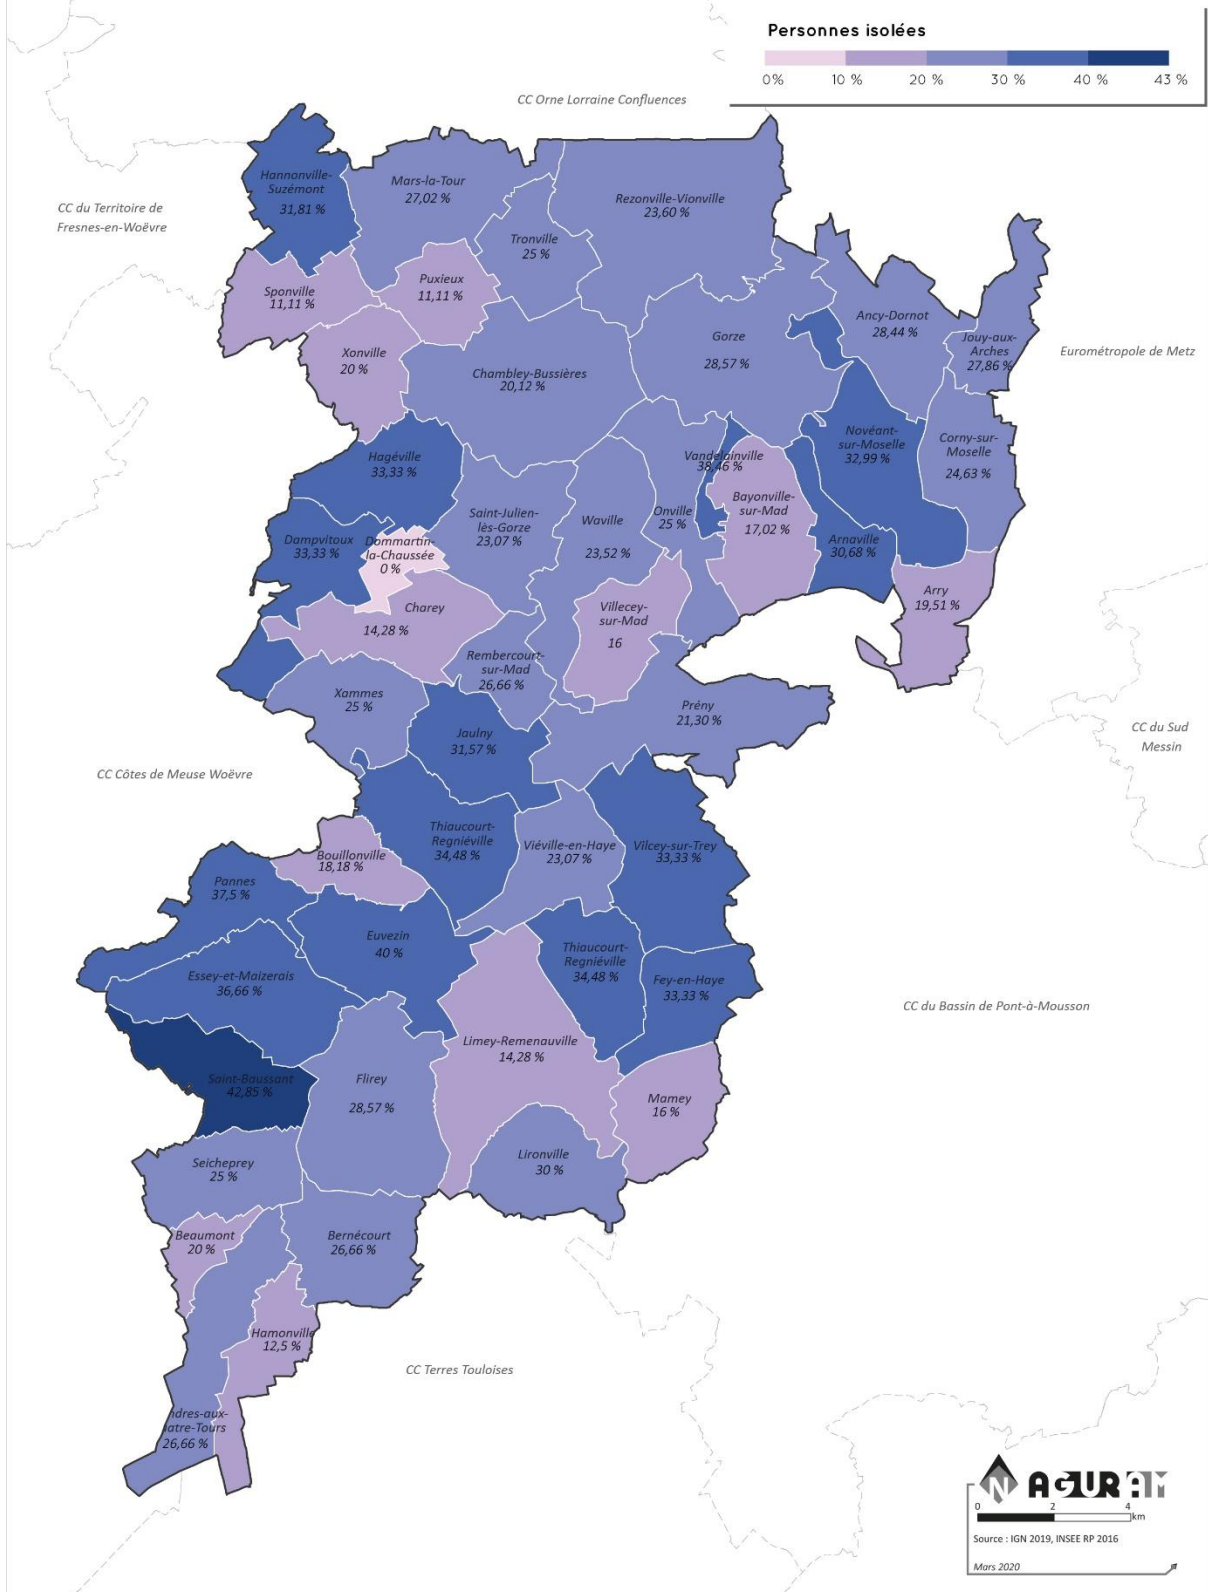 Personnes isolées
0% 10 % 20 % 30 % 40 % 43 %
CC Orne Lorraine Confluences
CC du Territoire de
Fresnes-en-Woëvre
Hannonville-
Suzémont
31,81 %
Mars-la-Tour
27,02 %
Rezonville-Vionville
23,60 %
Tronville
25 %
Sponville
11,11 %
Puxieux
11,11 %
Ancy-Dornot
28,44 %
Jouy-aux-
Arches
27,86 %
Eurométropole de Metz
Xonville
20 %
Gorze
28,57 %
Chambley-Bussières
20,12 %
Novéant-
sur-Moselle
32,99 %
Corny-sur-
Moselle
24,63 %
Hagéville
33,33 %
Vandelainville
38,46 %
Bayonville-
sur-Mad
17,02 %
Saint-Julien-
lès-Gorze
23,07 %
Waville
23,52 %
Onville
25 %
Dampvitoux
33,33 %
Dommartin-
la-Chaussée
0 %
Arnaville
30,68 %
Arry
19,51 %
Charey
14,28 %
Villecey-
sur-Mad
16
Rembercourt-
sur-Mad
26,66 %
Xammes
25 %
Prény
21,30 %
Jaulny
31,57 %
CC du Sud
Messin
CC Côtes de Meuse Woëvre
Thiaucourt-
Regniéville
34,48 %
Viéville-en-Haye
23,07 %
Vilcey-sur-Trey
33,33 %
Bouillonville
18,18 %
Pannes
37,5 %
Euvezin
40 %
Thiaucourt-
Regniéville
34,48 %
Essey-et-Maizerais
36,66 %
Fey-en-Haye
33,33 %
CC du Bassin de Pont-à-Mousson
Limey-Remenauville
14,28 %
Saint-Baussant
42,85 %
Flirey
28,57 %
Mamey
16 %
Lironville
30 %
Seicheprey
25 %
Beaumont
20 %
Bernécourt
26,66 %
Hamonville
12,5 %
CC Terres Touloises
ndres-aux-
atre-Tours
26,66 %
N AGURAM
0 2 4
km
Source : IGN 2019, INSEE RP 2016
Mars 2020